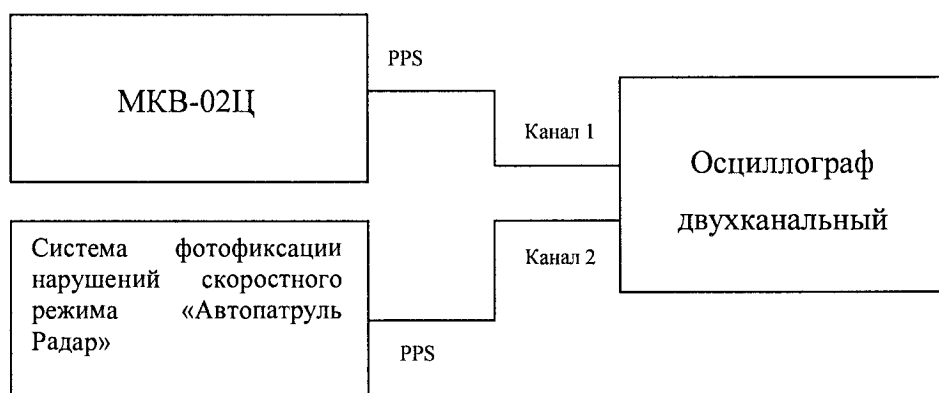 МКВ-02Ц
PPS
Канал 1
Осциллограф
двухканальный
Система фотофиксации
нарушений скоростного
режима «Автопатруль
Радар»
Канал 2
PPS